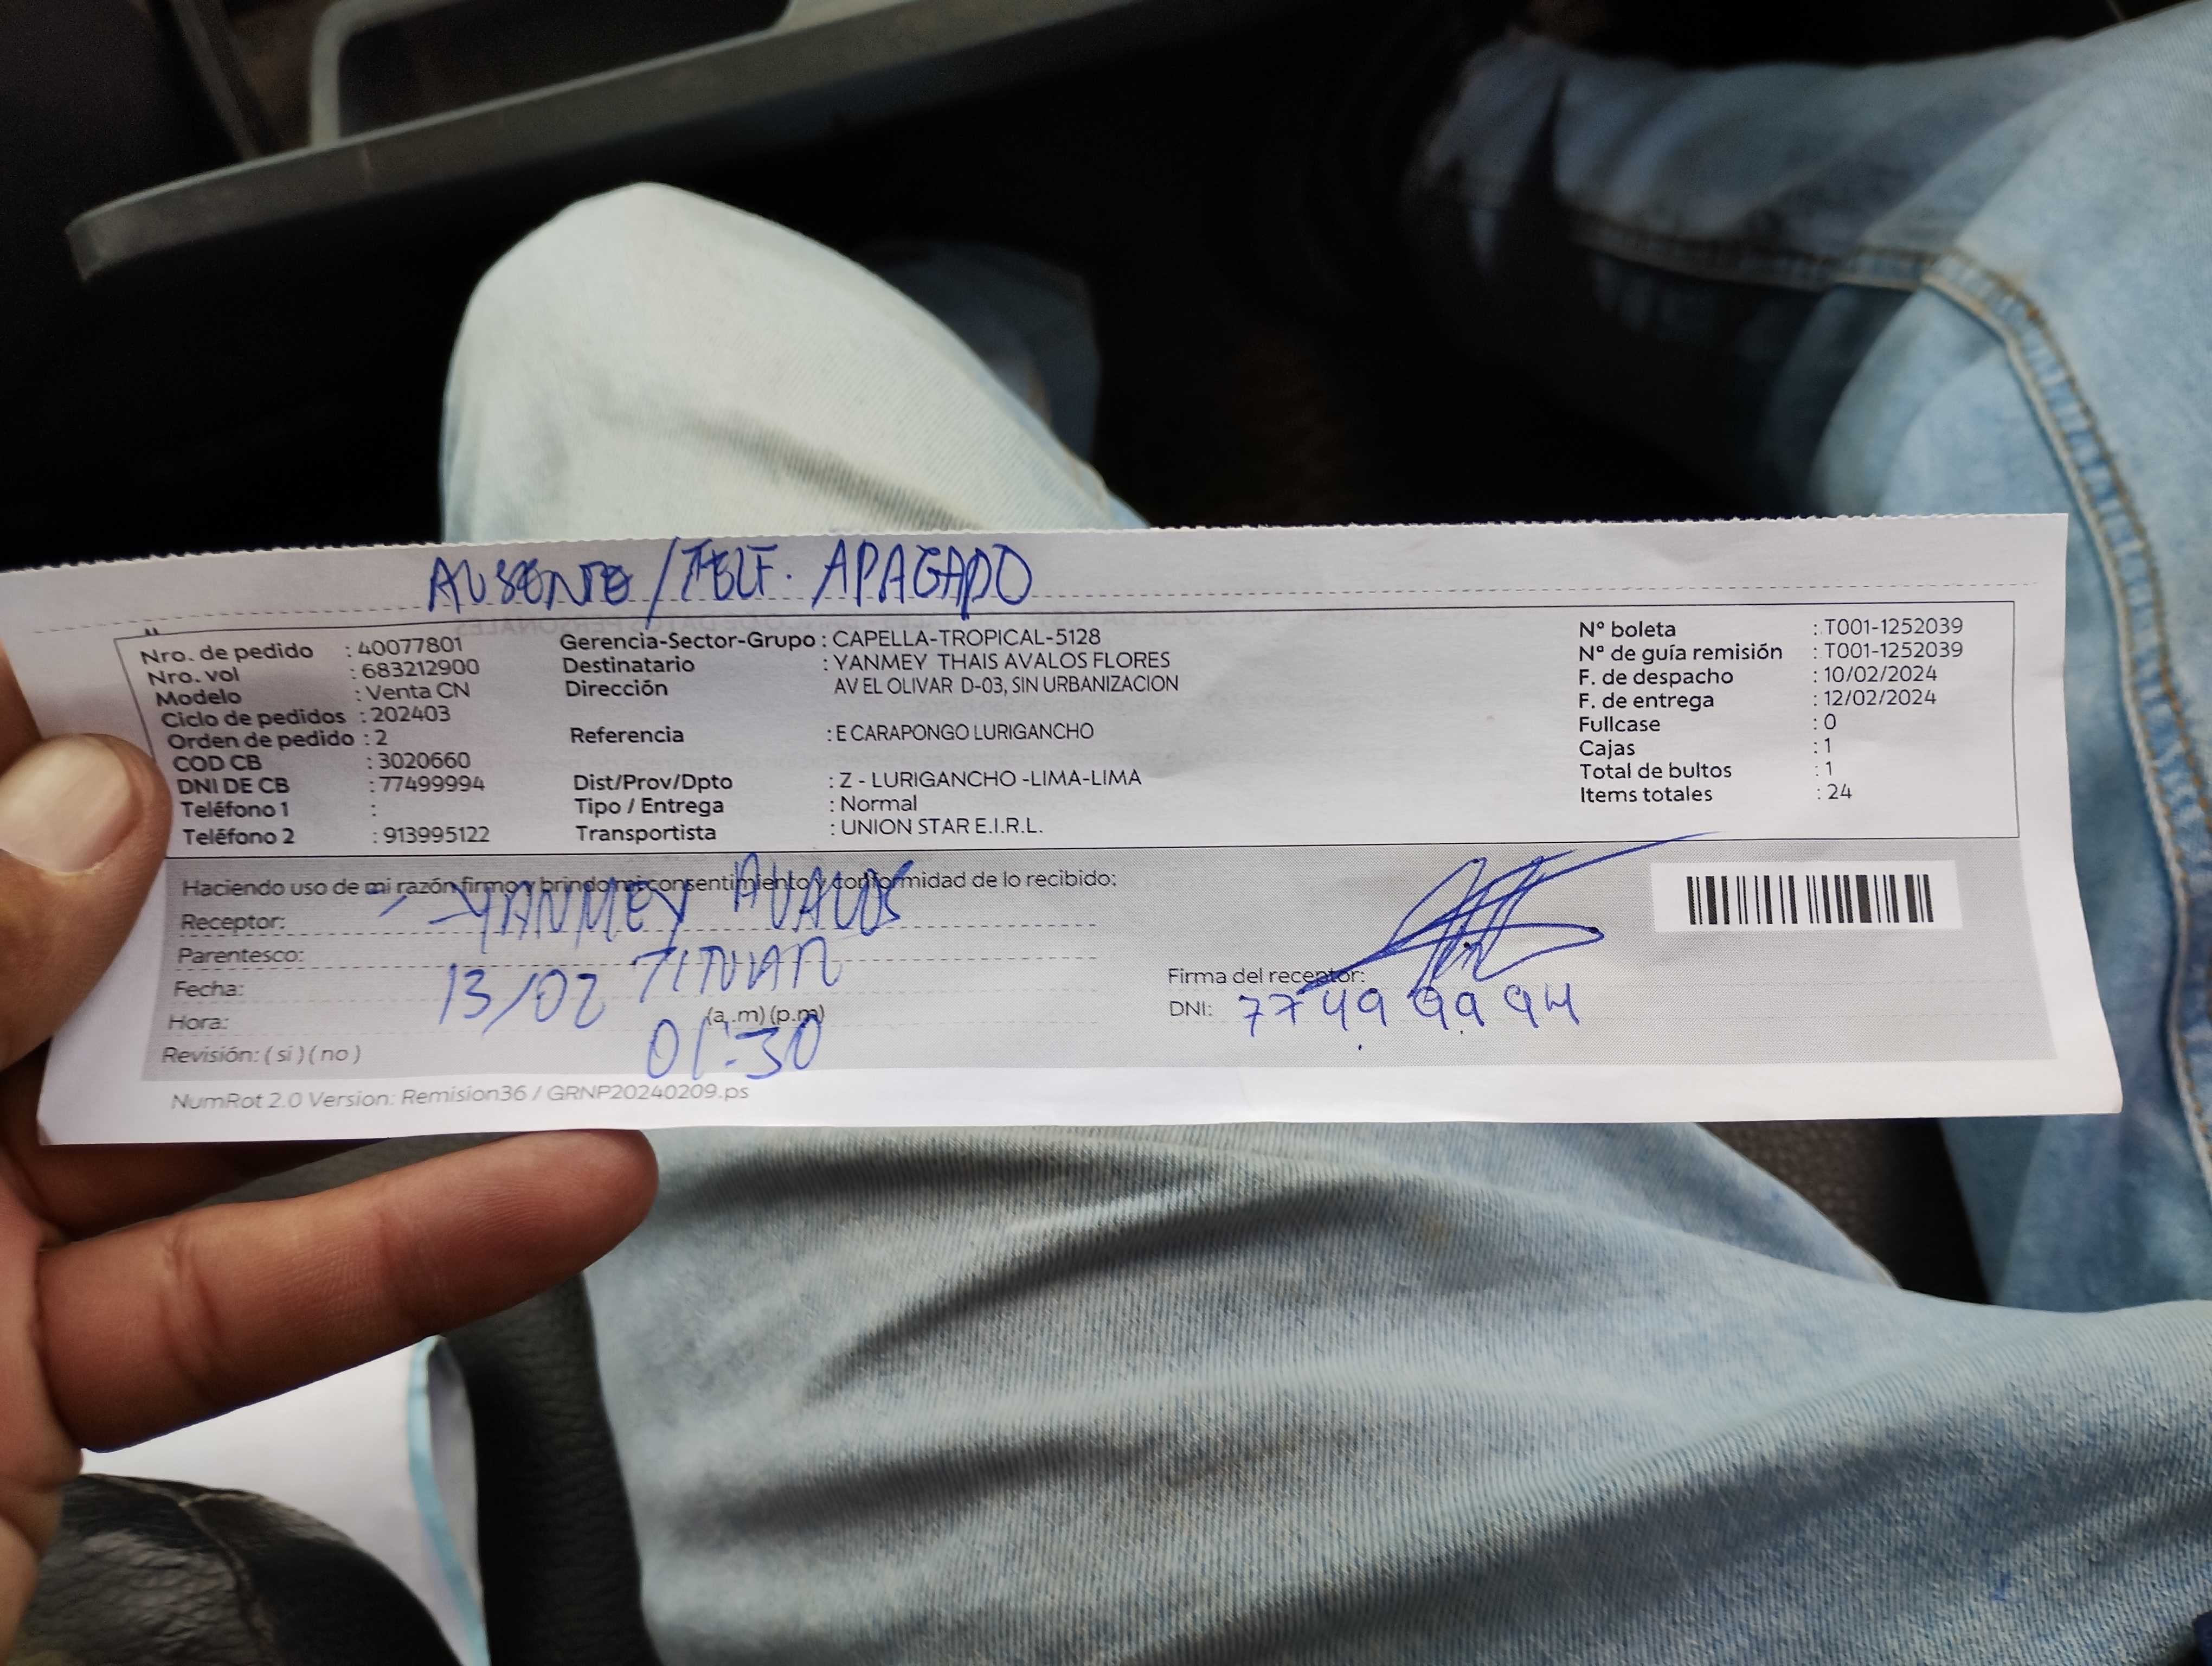 AUSENTE / TELF. APAGADO
Nro. de pedido : 40077801
Nro. vol : 683212900
Modelo : Venta CN
Ciclo de pedidos : 202403
Orden de pedido : 2
COD CB : 3020660
DNI DE CB : 77499994
Teléfono 1 :
Teléfono 2 : 913995122
Gerencia-Sector-Grupo : CAPELLA-TROPICAL-5128
Destinatario : YANMEY THAIS AVALOS FLORES
Dirección AV EL OLIVAR D-03, SIN URBANIZACION
Referencia : E CARAPONGO LURIGANCHO
Dist/Prov/Dpto : Z - LURIGANCHO -LIMA-LIMA
Tipo / Entrega : Normal
Transportista : UNION STAR E.I.R.L.
Nº boleta : T001-1252039
Nº de guía remisión : T001-1252039
F. de despacho : 10/02/2024
F. de entrega : 12/02/2024
Fullcase : 0
Cajas : 1
Total de bultos : 1
Items totales : 24
Haciendo uso de mi razón firmo y brindo mi consentimiento y conformidad de lo recibido:
Receptor: YANMEY AVALOS
Parentesco: TITULAR
Fecha: 13/02
Hora: 01:30 (a.m) (p.m)
Revisión: ( si ) ( no )
Firma del receptor:
DNI: 77499994
NumRot 2.0 Version: Remision36 / GRNP20240209.ps